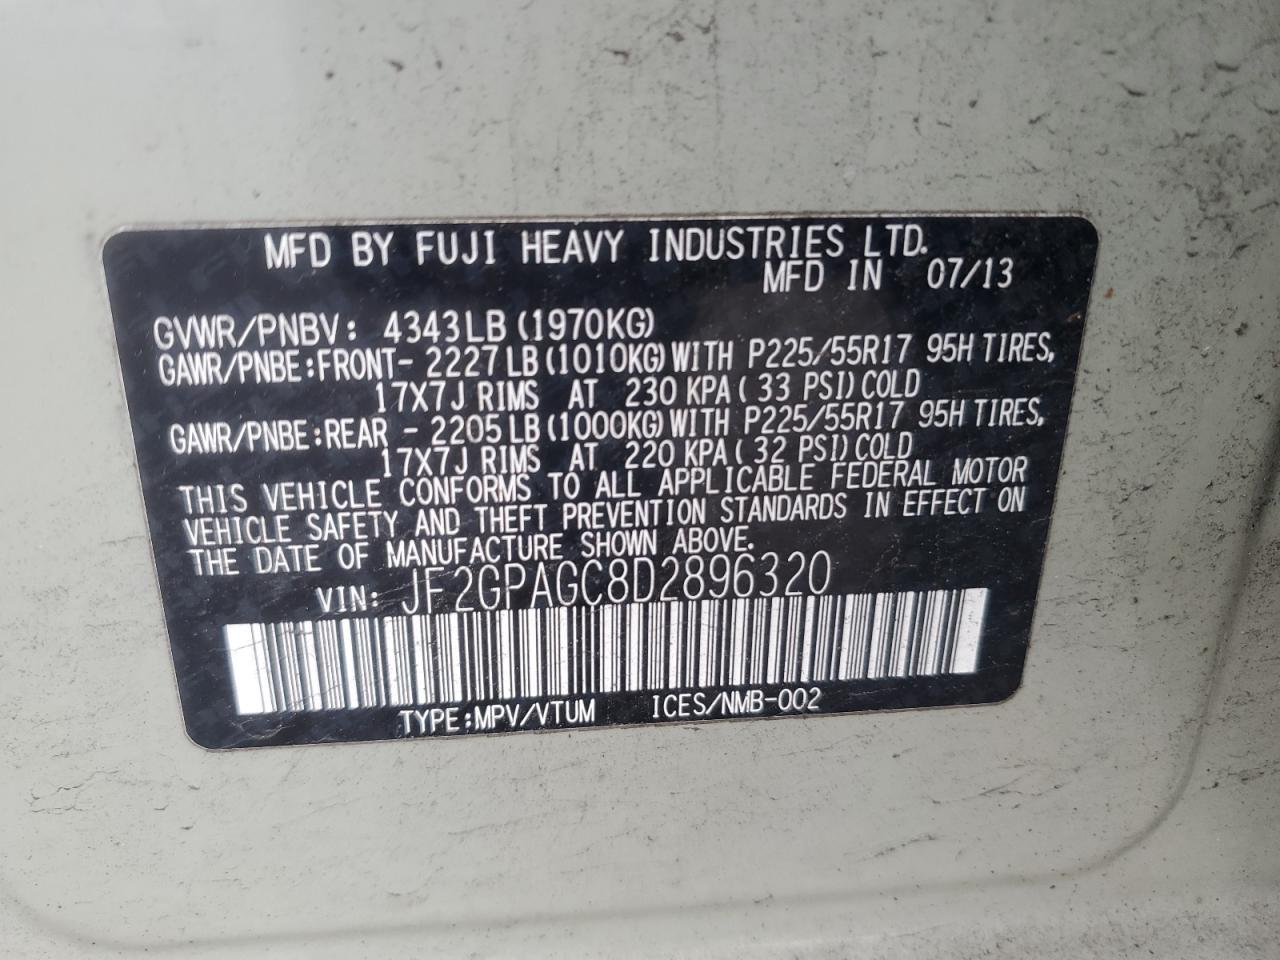 MFD BY FUJI HEAVY INDUSTRIES LTD.
MFD IN 07/13
GVWR/PNBV: 4343LB (1970KG)
GAWR/PNBE:FRONT- 2227LB (1010KG) WITH P225/55R17 95H TIRES,
17X7J RIMS AT 230 KPA ( 33 PSI) COLD
GAWR/PNBE:REAR - 2205LB (1000KG) WITH P225/55R17 95H TIRES,
17X7J RIMS AT 220 KPA ( 32 PSI) COLD
THIS VEHICLE CONFORMS TO ALL APPLICABLE FEDERAL MOTOR
VEHICLE SAFETY AND THEFT PREVENTION STANDARDS IN EFFECT ON
THE DATE OF MANUFACTURE SHOWN ABOVE.
VIN: JF2GPAGC8D2896320
TYPE:MPV/VTUM ICES/NMB-002